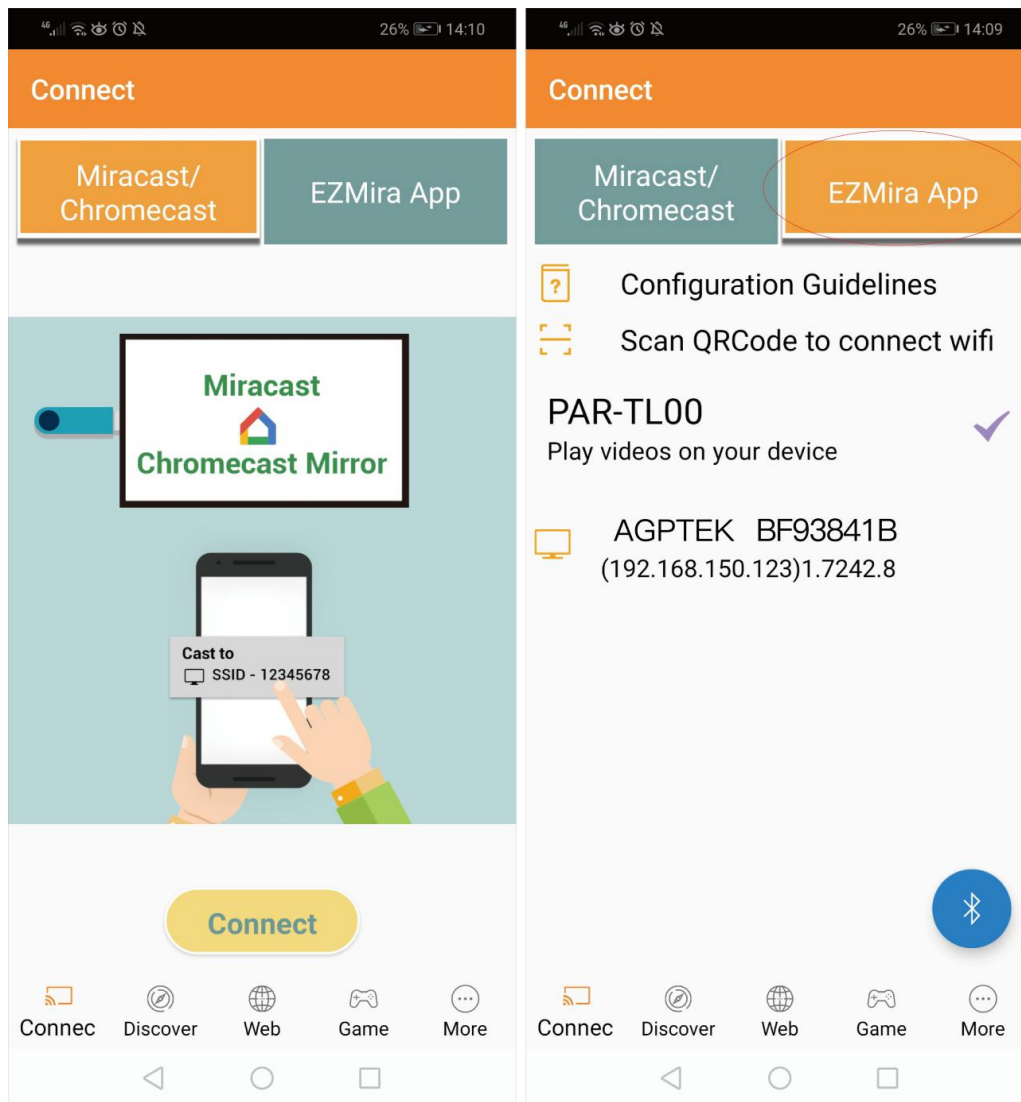 46
26%
14:10
Connect
Miracast/
Chromecast
EZMira App
Miracast
Chromecast Mirror
Cast to
SSID - 12345678
Connect
Connec
Discover
Web
Game
More
46
26%
14:09
Connect
Miracast/
Chromecast
EZMira App
?
Configuration Guidelines
Scan QRCode to connect wifi
PAR-TL00
Play videos on your device
AGPTEK BF93841B
(192.168.150.123)1.7242.8
Connec
Discover
Web
Game
More